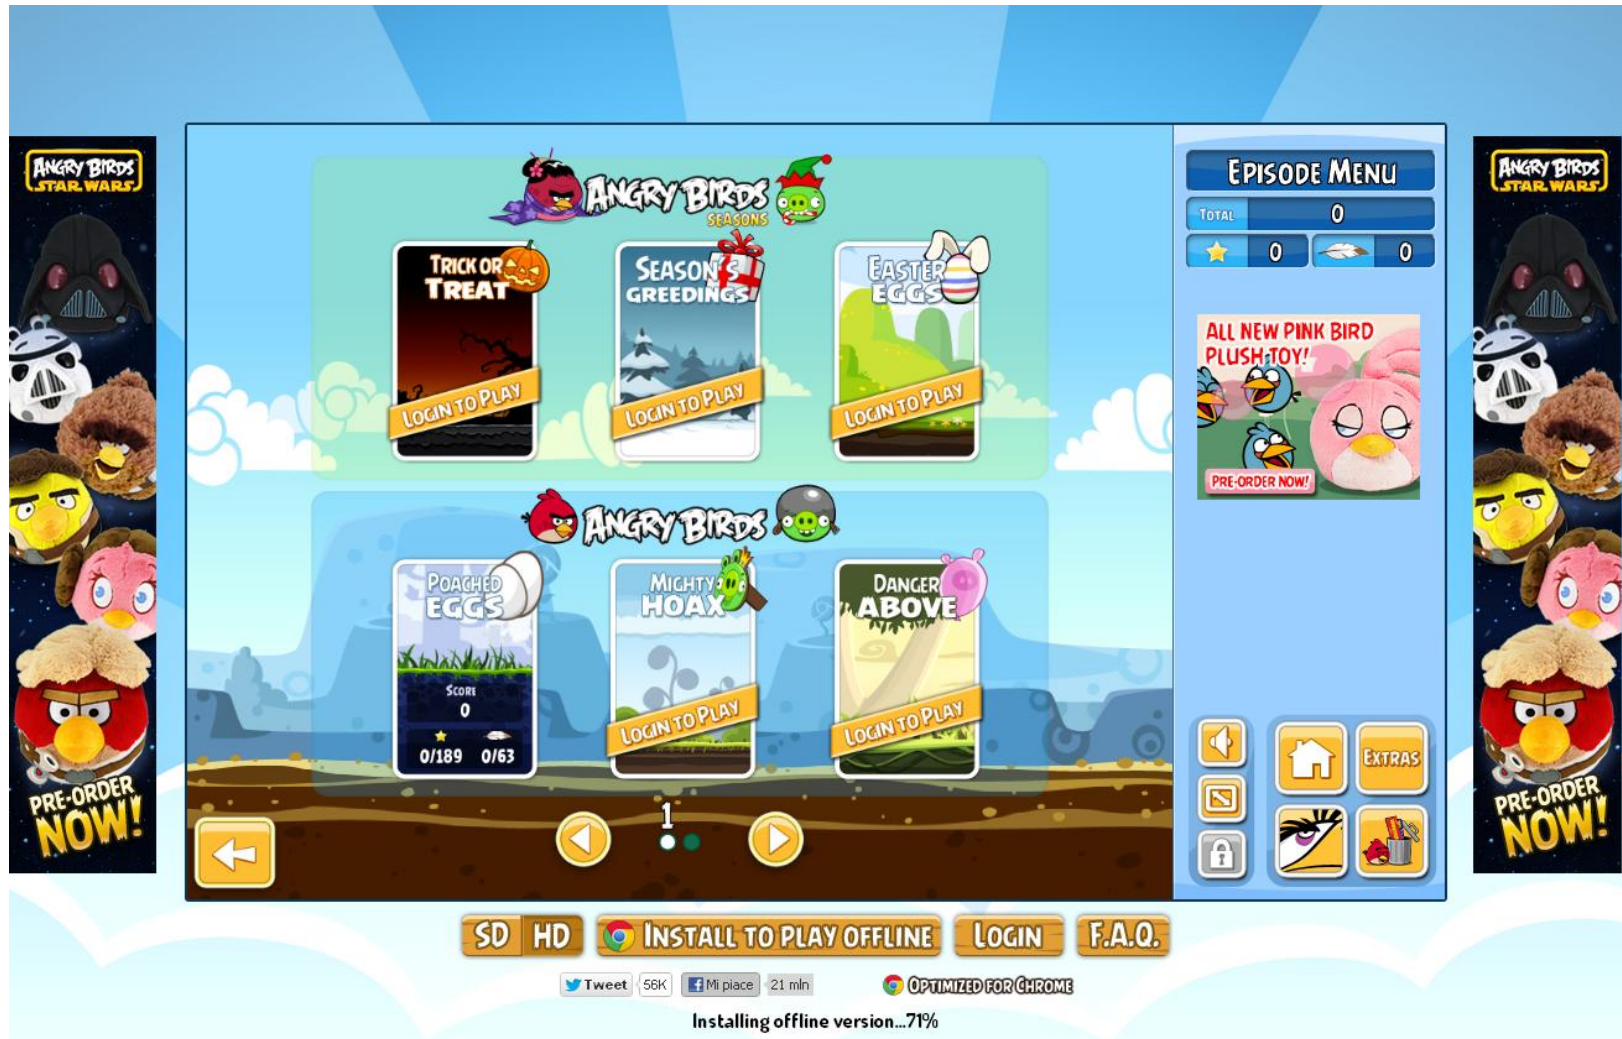 ANGRY BIRDS
STAR WARS
PRE-ORDER
NOW!
ANGRY BIRDS
SEASONS
TRICK OR
TREAT
LOGIN TO PLAY
SEASON'S
GREEDINGS
LOGIN TO PLAY
EASTER
EGGS
LOGIN TO PLAY
ANGRY BIRDS
POACHED
EGGS
SCORE
0
0/189 0/63
MIGHTY
HOAX
LOGIN TO PLAY
DANGER
ABOVE
LOGIN TO PLAY
1
EPISODE MENU
TOTAL 0
0 0
ALL NEW PINK BIRD
PLUSH TOY!
PRE-ORDER NOW!
EXTRAS
ANGRY BIRDS
STAR WARS
PRE-ORDER
NOW!
SD HD INSTALL TO PLAY OFFLINE LOGIN F.A.Q.
Tweet 56K Mi piace 21 mln OPTIMIZED FOR CHROME
Installing offline version...71%